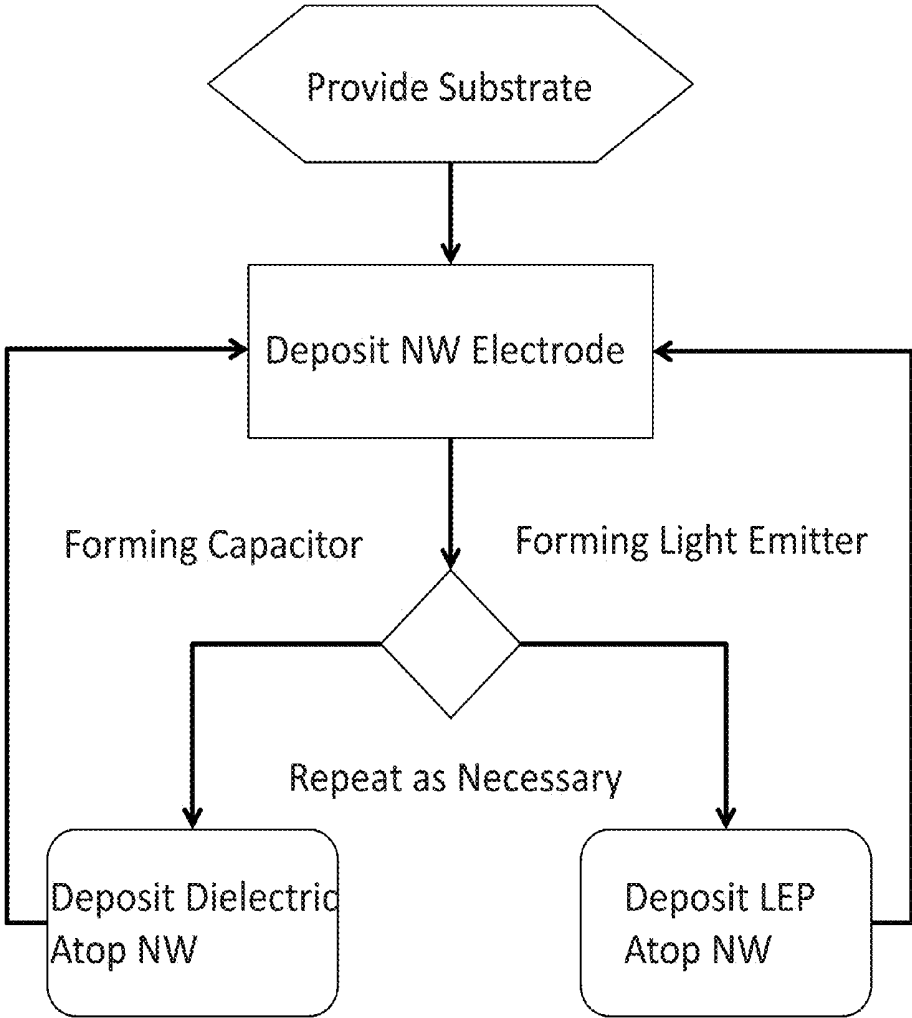 Provide Substrate
Deposit NW Electrode
Forming Capacitor
Forming Light Emitter
Repeat as Necessary
Deposit Dielectric
Atop NW
Deposit LEP
Atop NW